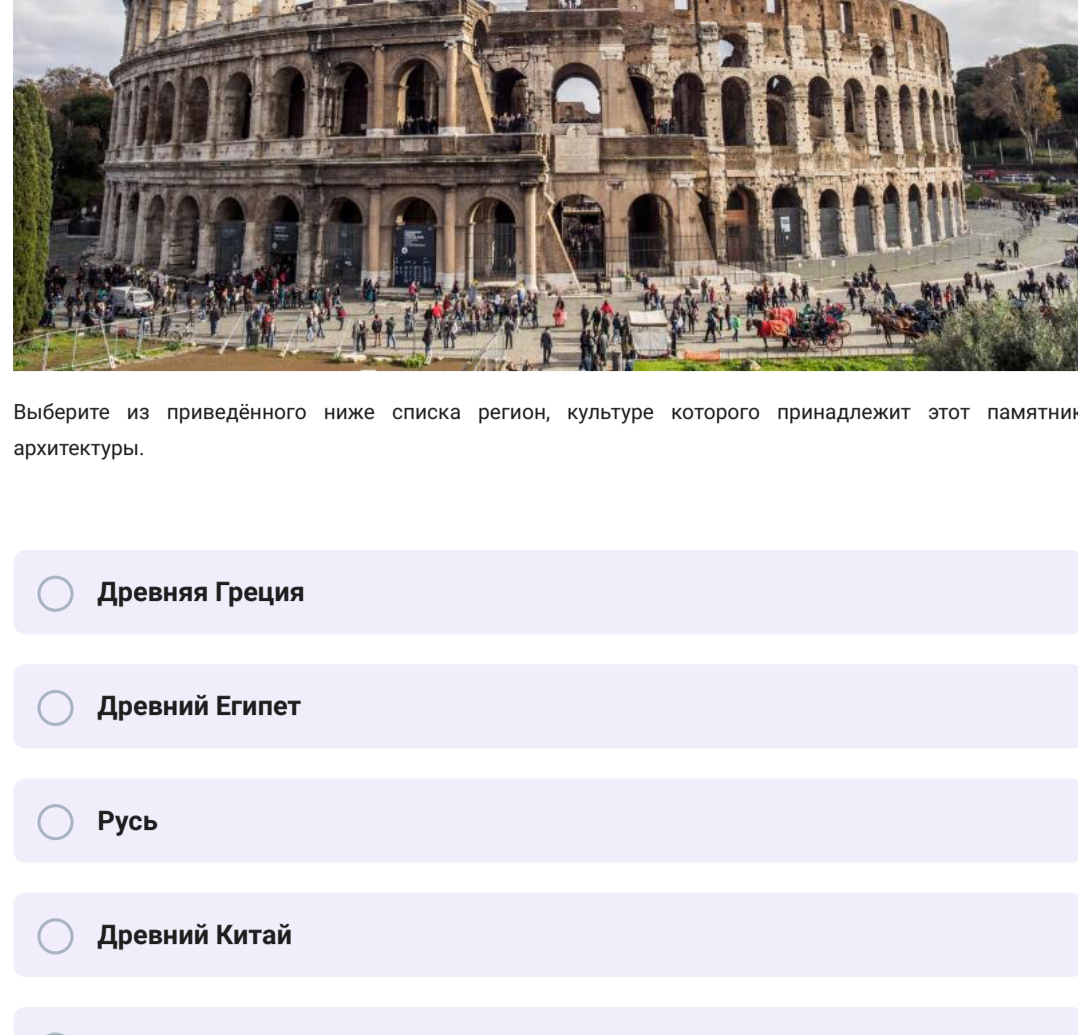 Выберите из приведённого ниже списка регион, культуре которого принадлежит этот памятник
архитектуры.
Древняя Греция
Древний Египет
Русь
Древний Китай